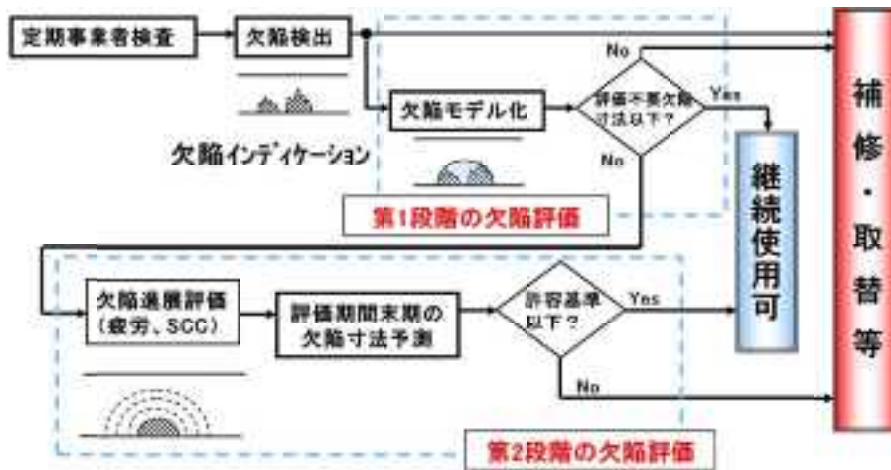 定期事業者検査
欠陥検出
No
欠陥モデル化
評価不要欠陥
寸法以下?
Yes
欠陥インディケーション
No
第1段階の欠陥評価
継続使用可
補修・取替等
欠陥進展評価
(疲労、SCC)
評価期間末期の
欠陥寸法予測
許容基準
以下?
Yes
No
第2段階の欠陥評価